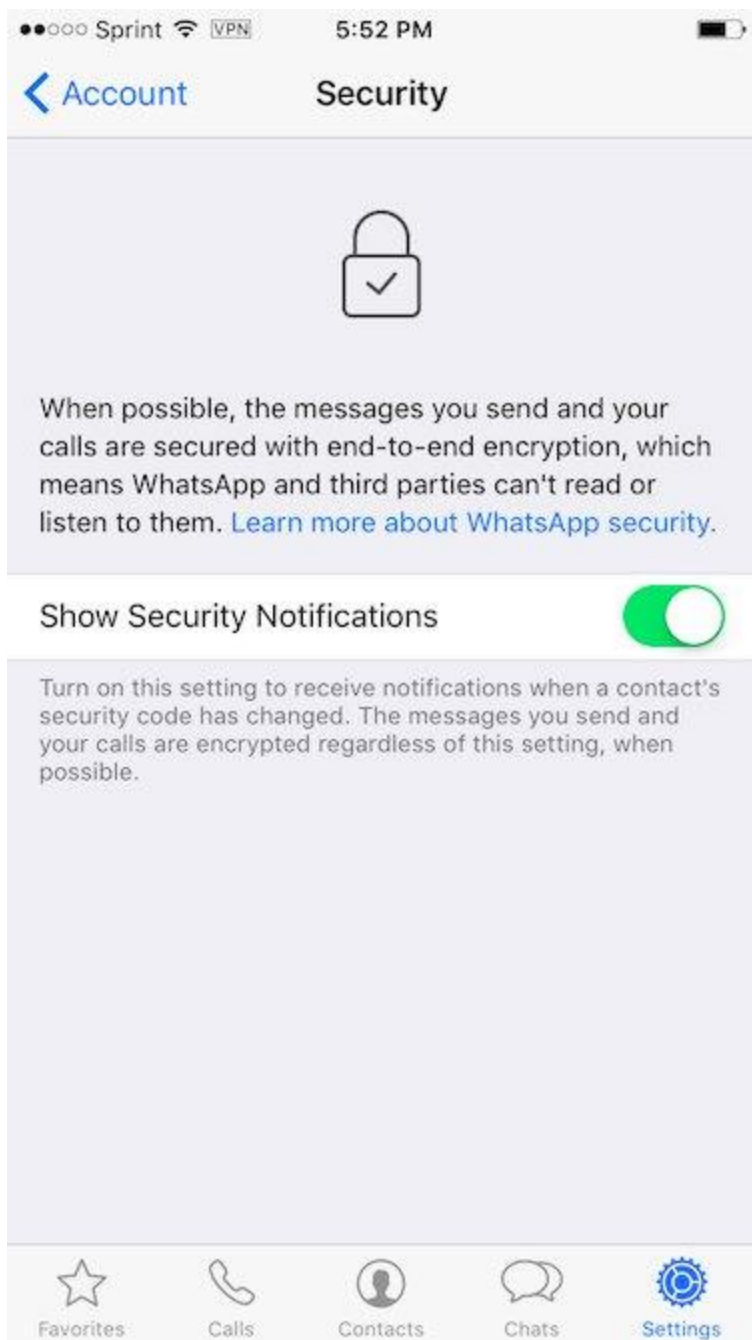 ●●○○○ Sprint VPN 5:52 PM
Account Security
When possible, the messages you send and your
calls are secured with end-to-end encryption, which
means WhatsApp and third parties can't read or
listen to them. Learn more about WhatsApp security.
Show Security Notifications
Turn on this setting to receive notifications when a contact's
security code has changed. The messages you send and
your calls are encrypted regardless of this setting, when
possible.
Favorites Calls Contacts Chats Settings